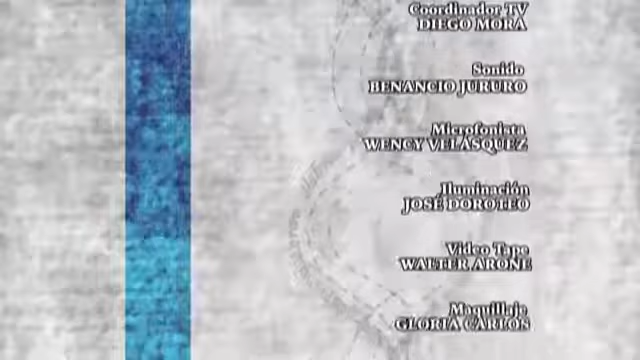 Coordinador TV
DIEGO MORA
Sonido
BENANCIO JURURO
Microfonista
WENCY VELÁSQUEZ
Iluminación
JOSÉ DOROTEO
Video Tape
WALTER ARONE
Maquillaje
GLORIA CARLOS